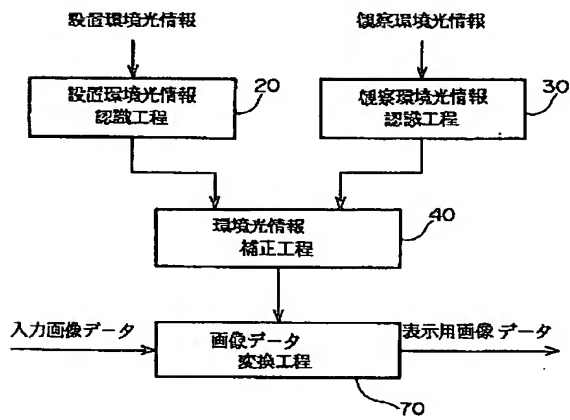 設置環境光情報
観察環境光情報
設置環境光情報
認識工程
20
観察環境光情報
認識工程
30
環境光情報
補正工程
40
入力画像データ
画像データ
変換工程
表示用画像データ
70